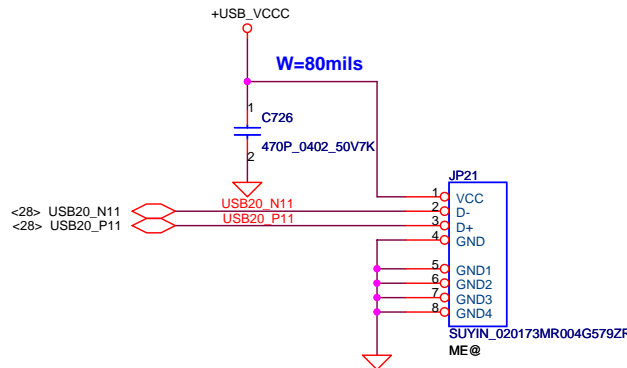 +USB_VCCC
W=80mils
1
C726
2
470P_0402_50V7K
JP21
1 VCC
<28> USB20_N11 USB20_N11 2 D-
<28> USB20_P11 USB20_P11 3 D+
4 GND
5 GND1
6 GND2
7 GND3
8 GND4
SUYIN_020173MR004G579ZR
ME@